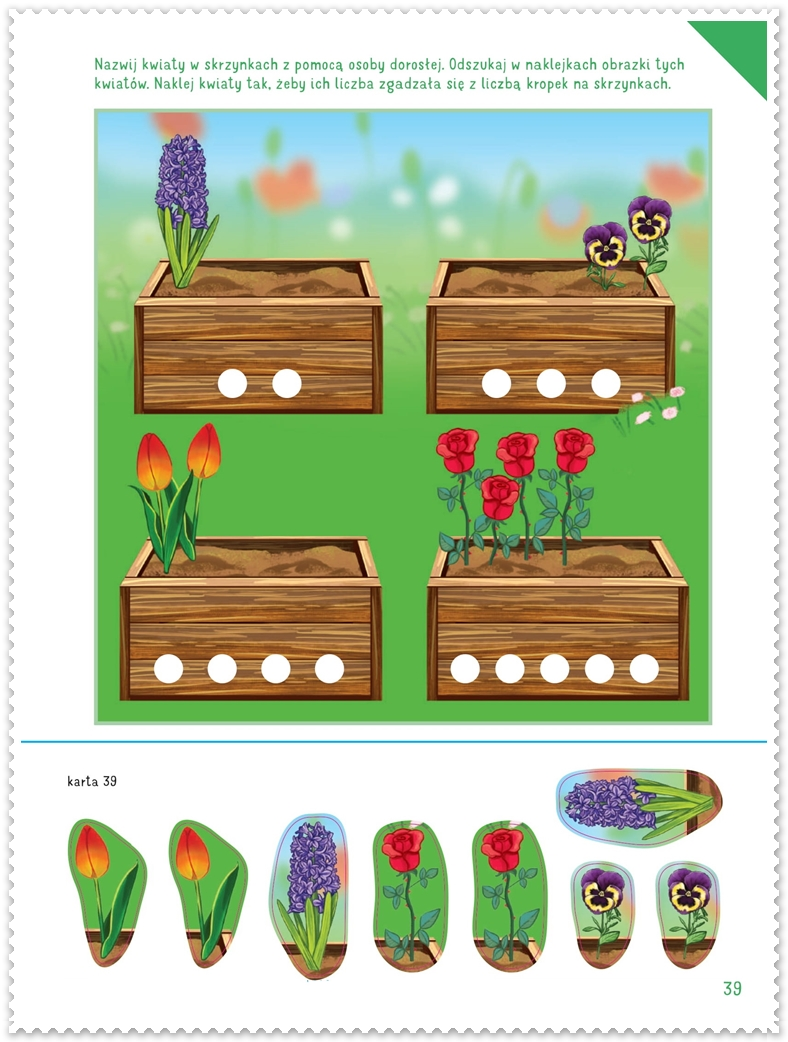 Nazwij kwiaty w skrzynkach z pomocą osoby dorosłej. Odszukaj w naklejkach obrazki tych
kwiatów. Naklej kwiaty tak, żeby ich liczba zgadzała się z liczbą kropek na skrzynkach.
karta 39
39